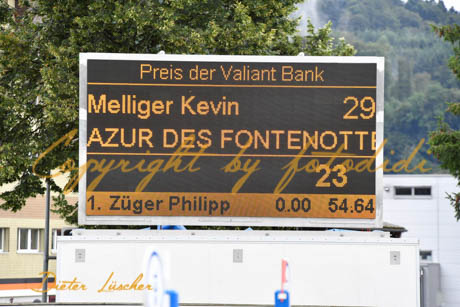 Preis der Valiant Bank
Melliger Kevin 29
AZUR DES FONTENOTTE
Copyright by fotodidi
23
1. Züger Philipp 0.00 54.64
Dieter Lüscher